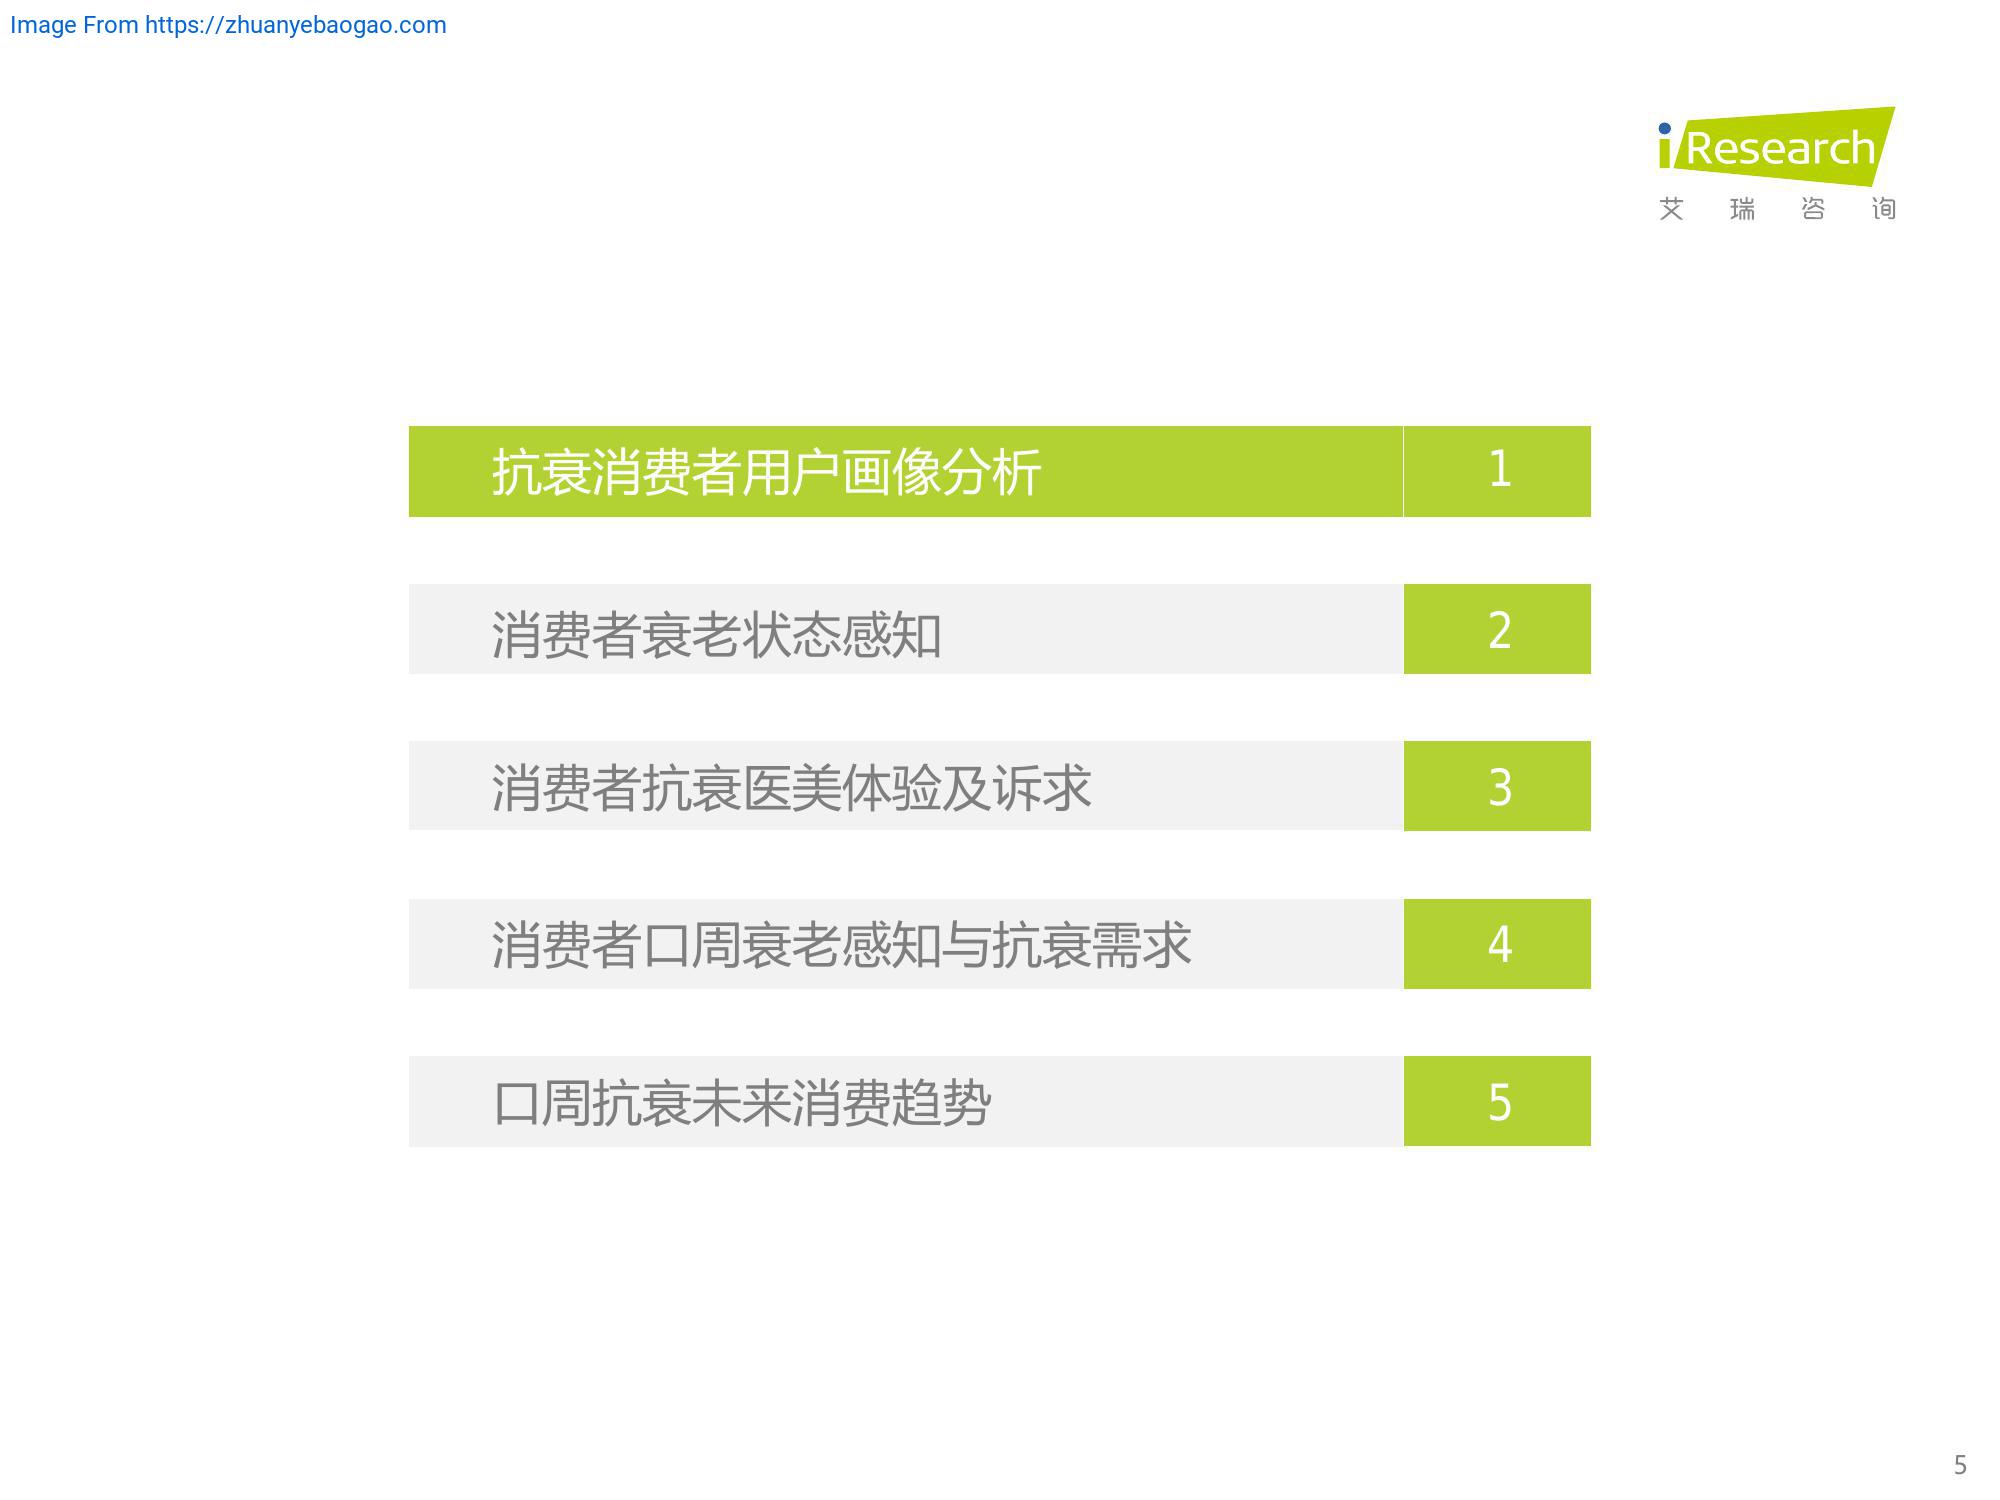 Image From https://zhuanyebaogao.com
iResearch
艾瑞咨询
抗衰消费者用户画像分析 1
消费者衰老状态感知 2
消费者抗衰医美体验及诉求 3
消费者口周衰老感知与抗衰需求 4
口周抗衰未来消费趋势 5
5